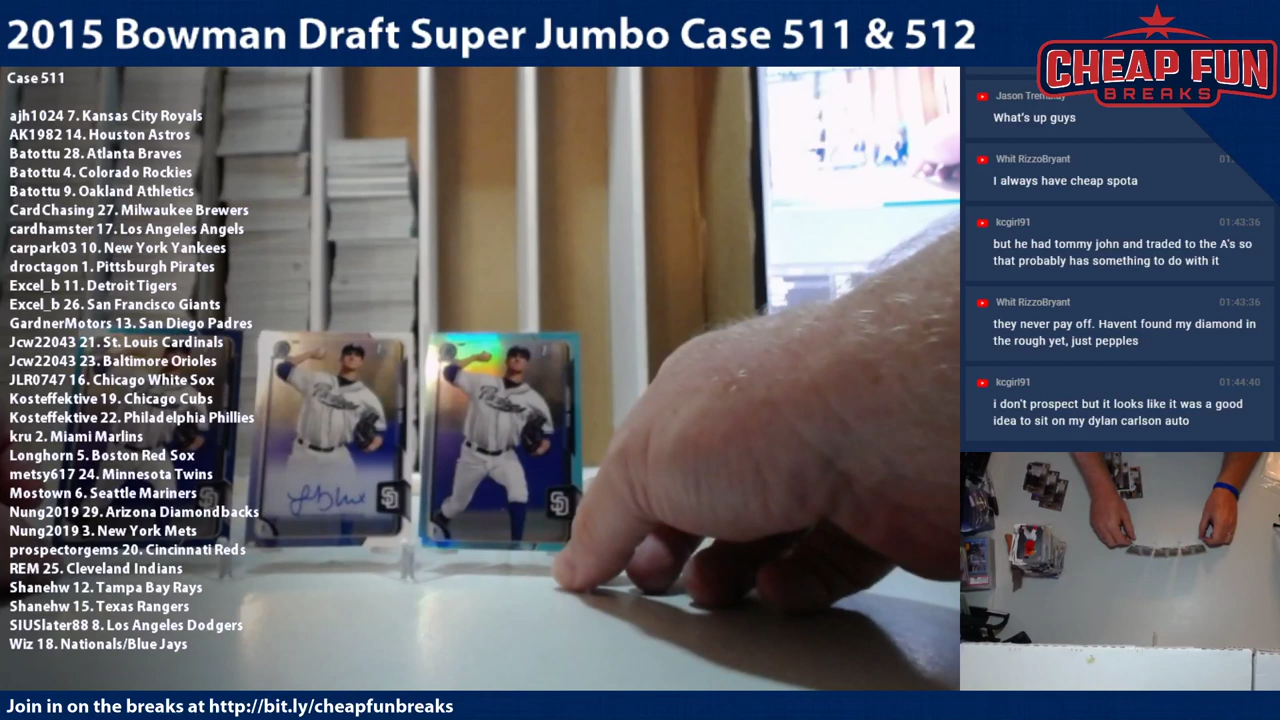 2015 Bowman Draft Super Jumbo Case 511 & 512
CHEAP FUN
BREAKS
Case 511
ajh1024 7. Kansas City Royals
AK1982 14. Houston Astros
Batottu 28. Atlanta Braves
Batottu 4. Colorado Rockies
Batottu 9. Oakland Athletics
CardChasing 27. Milwaukee Brewers
cardhamster 17. Los Angeles Angels
carpark03 10. New York Yankees
droctagon 1. Pittsburgh Pirates
Excel_b 11. Detroit Tigers
Excel_b 26. San Francisco Giants
GardnerMotors 13. San Diego Padres
Jcw22043 21. St. Louis Cardinals
Jcw22043 23. Baltimore Orioles
JLR0747 16. Chicago White Sox
Kosteffektive 19. Chicago Cubs
Kosteffektive 22. Philadelphia Phillies
kru 2. Miami Marlins
Longhorn 5. Boston Red Sox
metsy617 24. Minnesota Twins
Mostown 6. Seattle Mariners
Nung2019 29. Arizona Diamondbacks
Nung2019 3. New York Mets
prospectorgems 20. Cincinnati Reds
REM 25. Cleveland Indians
Shanehw 12. Tampa Bay Rays
Shanehw 15. Texas Rangers
SIUSlater88 8. Los Angeles Dodgers
Wiz 18. Nationals/Blue Jays
Padres
SD
Padres
SD
Jason
What's up guys
Whit RizzoBryant
I always have cheap spota
kcgirl91 01:43:36
but he had tommy john and traded to the A's so
that probably has something to do with it
Whit RizzoBryant 01:43:36
they never pay off. Havent found my diamond in
the rough yet, just pepples
kcgirl91 01:44:40
i don't prospect but it looks like it was a good
idea to sit on my dylan carlson auto
Join in on the breaks at http://bit.ly/cheapfunbreaks